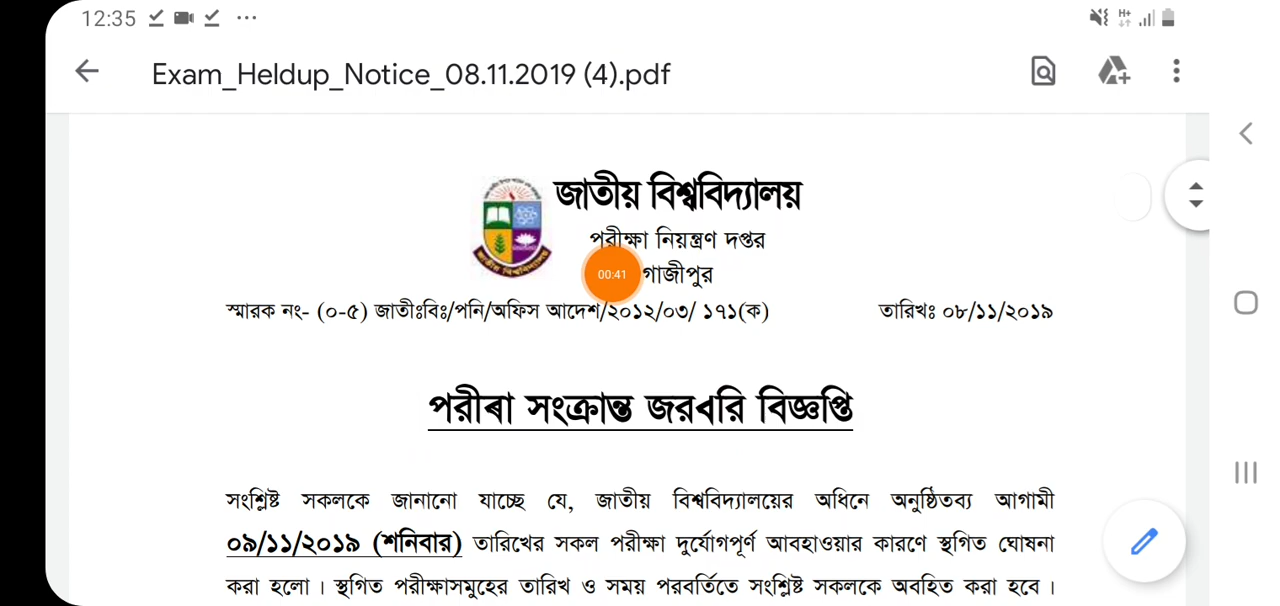 12:35
Exam_Heldup_Notice_08.11.2019 (4).pdf
জাতীয় বিশ্ববিদ্যালয়
পরীক্ষা নিয়ন্ত্রণ দপ্তর
00:41 গাজীপুর
স্মারক নং- (০-৫) জাতীঃবিঃ/পনি/অফিস আদেশ/২০১২/০৩/ ১৭১(ক) তারিখঃ ০৮/১১/২০১৯
পরীৰা সংক্রান্ত জরৰরি বিজ্ঞপ্তি
সংশ্লিষ্ট সকলকে জানানো যাচ্ছে যে, জাতীয় বিশ্ববিদ্যালয়ের অধিনে অনুষ্ঠিতব্য আগামী
০৯/১১/২০১৯ (শনিবার) তারিখের সকল পরীক্ষা দুর্যোগপূর্ণ আবহাওয়ার কারণে স্থগিত ঘোষনা
করা হলো। স্থগিত পরীক্ষাসমুহের তারিখ ও সময় পরবর্তিতে সংশ্লিষ্ট সকলকে অবহিত করা হবে।